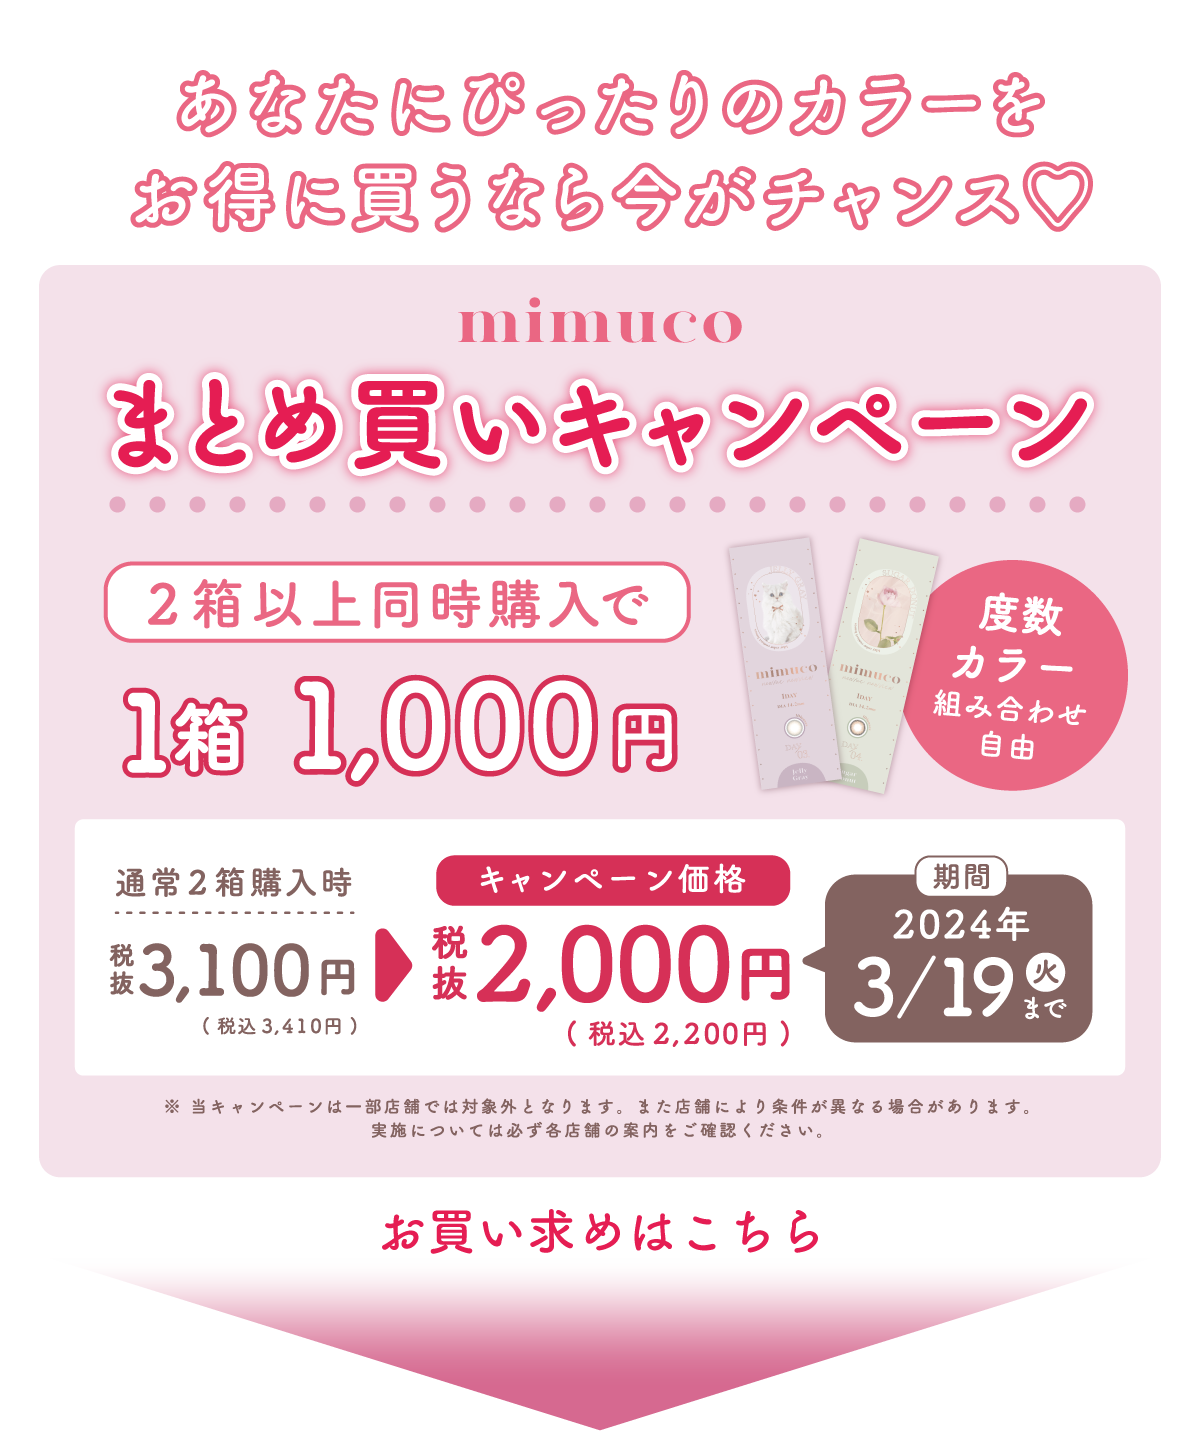 あなたにぴったりのカラーを
お得に買うなら今がチャンス♡
mimuco
まとめ買いキャンペーン
2箱以上同時購入で
1箱 1,000円
mimuco
1DAY
Jelly
Gray
mimuco
1DAY
度数
カラー
組み合わせ
自由
通常2箱購入時
税抜3,100円
(税込3,410円)
キャンペーン価格
税抜2,000円
(税込2,200円)
期間
2024年
3/19㊋まで
※ 当キャンペーンは一部店舗では対象外となります。また店舗により条件が異なる場合があります。
実施については必ず各店舗の案内をご確認ください。
お買い求めはこちら